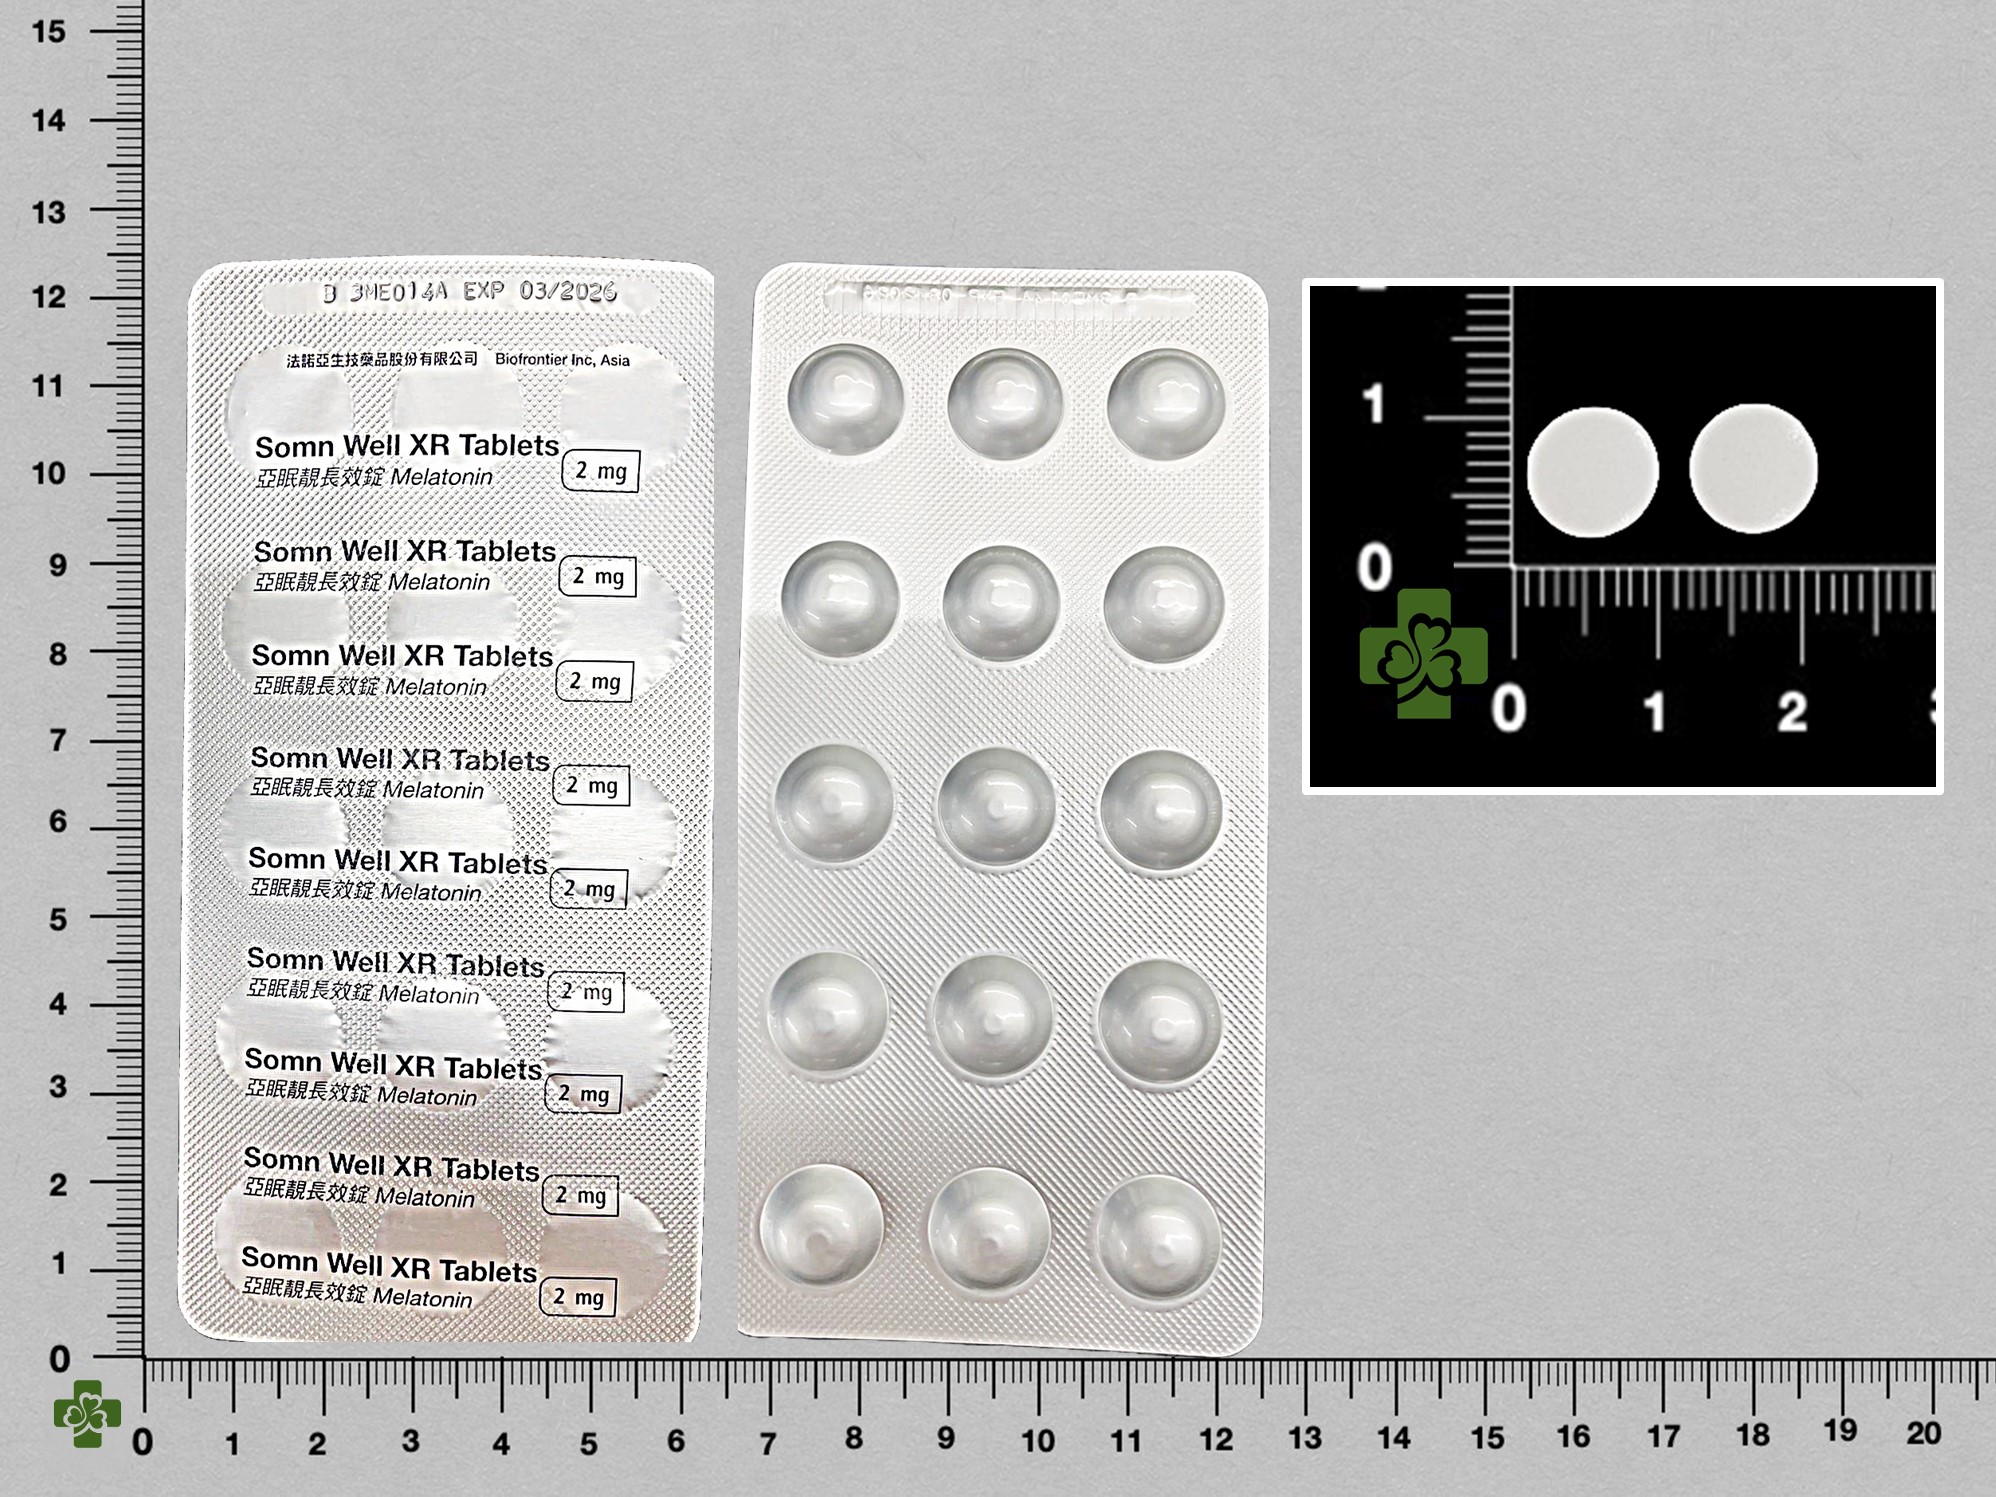 B 3ME014A EXP 03/2026
法諾亞生技藥品股份有限公司 Biofrontier Inc, Asia
Somn Well XR Tablets
亞眠靚長效錠 Melatonin 2 mg
Somn Well XR Tablets
亞眠靚長效錠 Melatonin 2 mg
Somn Well XR Tablets
亞眠靚長效錠 Melatonin 2 mg
Somn Well XR Tablets
亞眠靚長效錠 Melatonin 2 mg
Somn Well XR Tablets
亞眠靚長效錠 Melatonin 2 mg
Somn Well XR Tablets
亞眠靚長效錠 Melatonin 2 mg
Somn Well XR Tablets
亞眠靚長效錠 Melatonin 2 mg
Somn Well XR Tablets
亞眠靚長效錠 Melatonin 2 mg
Somn Well XR Tablets
亞眠靚長效錠 Melatonin 2 mg
15
14
13
12
11
10
9
8
7
6
5
4
3
2
1
0
0 1 2 3 4 5 6 7 8 9 10 11 12 13 14 15 16 17 18 19 20
1
0
0 1 2